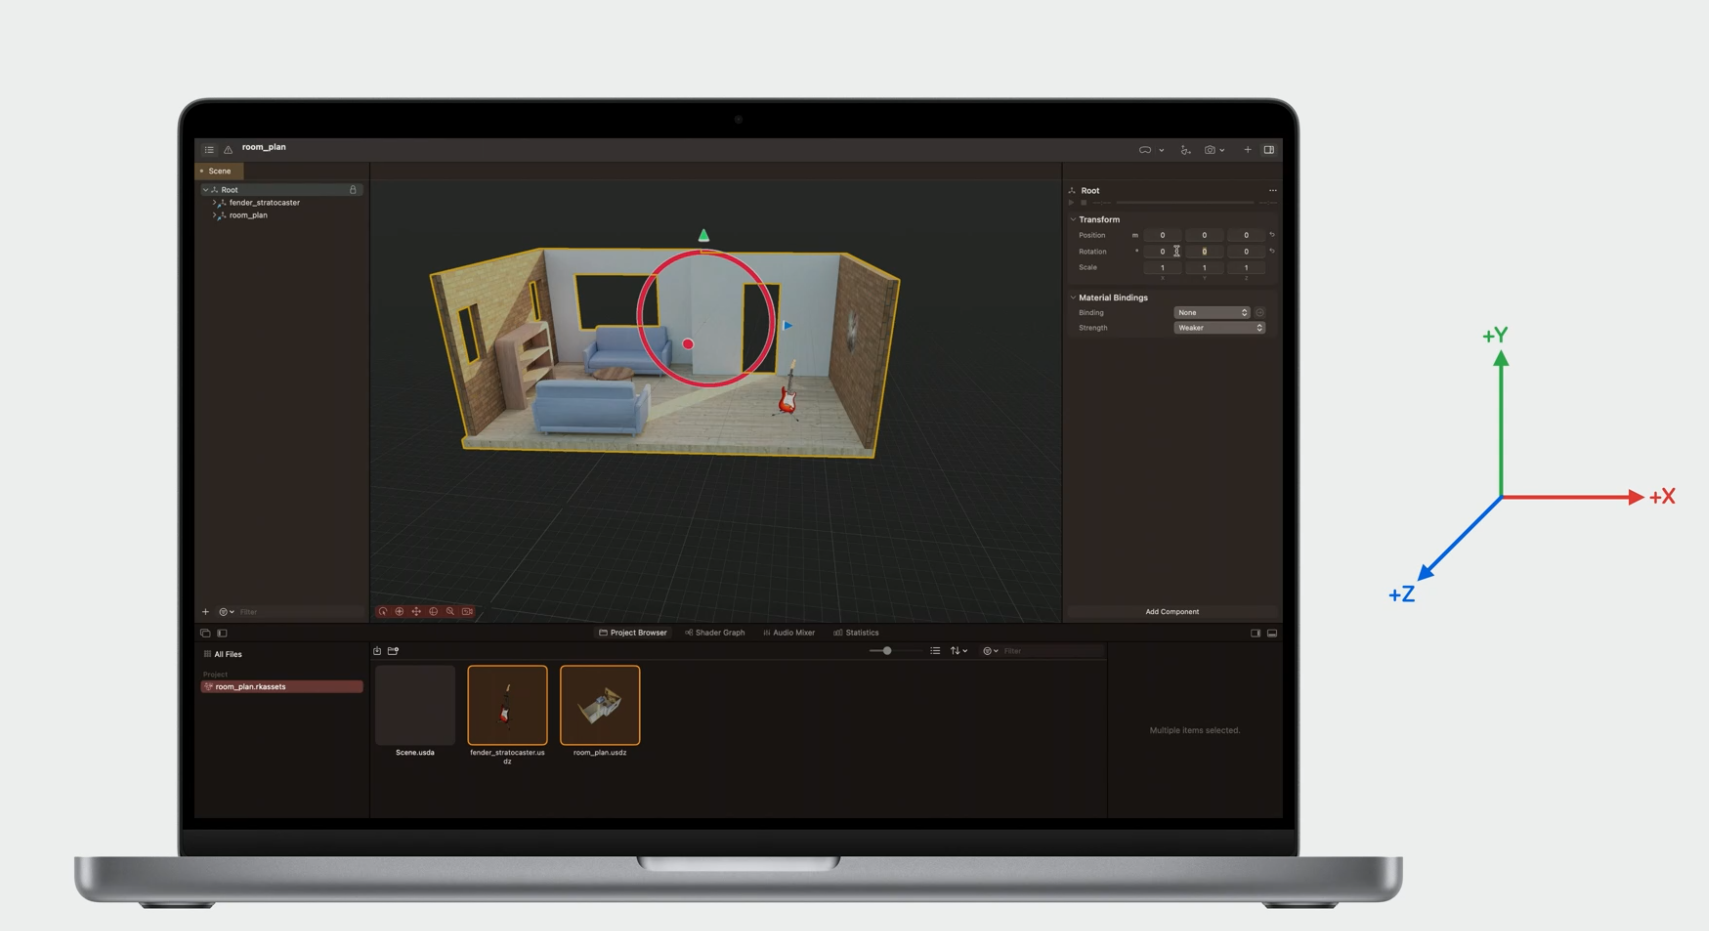 room_plan
Scene
Root
fender_stratocaster
room_plan
Filter
Root
Transform
Position m 0 0 0
Rotation ° 0 0 0
Scale 1 1 1
X Y Z
Material Bindings
Binding None
Strength Weaker
Add Component
+Y
+X
+Z
Project Browser Shader Graph Audio Mixer Statistics
All Files
Project
room_plan.rkassets
Filter
Scene.usda
fender_stratocaster.us
dz
room_plan.usdz
Multiple items selected.